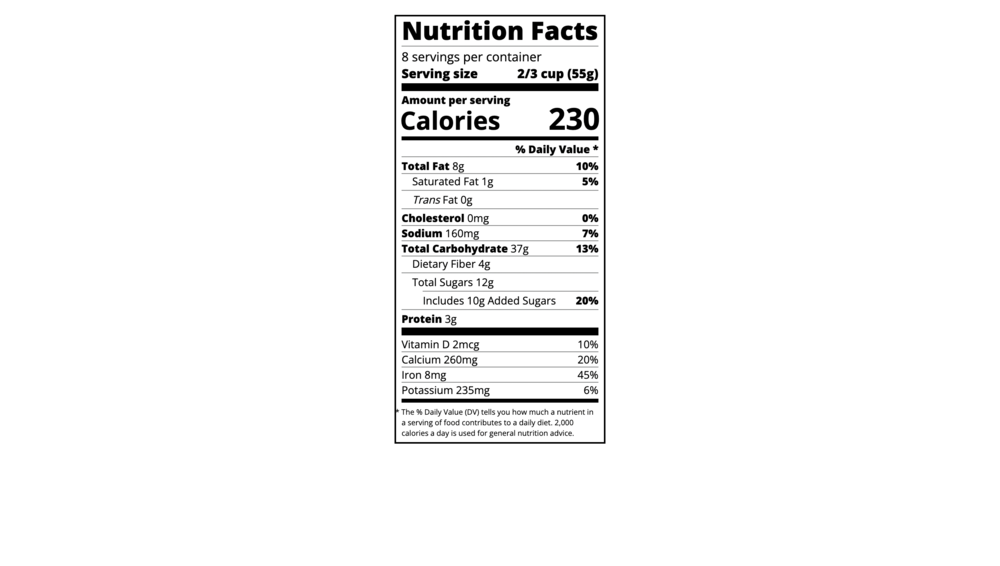 Nutrition Facts
8 servings per container
Serving size 2/3 cup (55g)
Amount per serving
Calories 230
% Daily Value *
Total Fat 8g 10%
Saturated Fat 1g 5%
Trans Fat 0g
Cholesterol 0mg 0%
Sodium 160mg 7%
Total Carbohydrate 37g 13%
Dietary Fiber 4g
Total Sugars 12g
Includes 10g Added Sugars 20%
Protein 3g
Vitamin D 2mcg 10%
Calcium 260mg 20%
Iron 8mg 45%
Potassium 235mg 6%
* The % Daily Value (DV) tells you how much a nutrient in
a serving of food contributes to a daily diet. 2,000
calories a day is used for general nutrition advice.